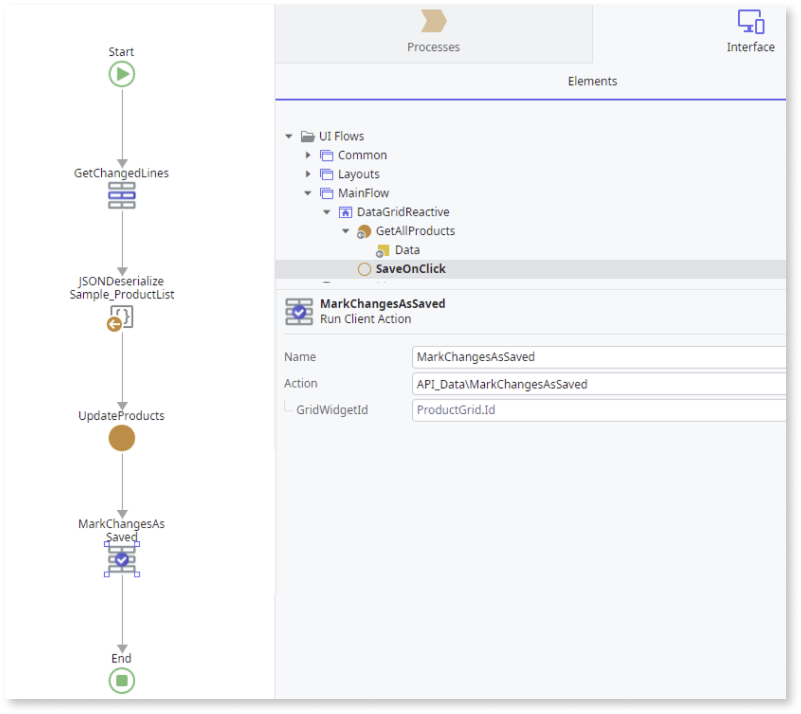 Start
GetChangedLines
JSONDeserialize
Sample_ProductList
{}
UpdateProducts
MarkChangesAs
Saved
End
Processes
Interface
Elements
UI Flows
Common
Layouts
MainFlow
DataGridReactive
GetAllProducts
Data
SaveOnClick
MarkChangesAsSaved
Run Client Action
Name
MarkChangesAsSaved
Action
API_Data\MarkChangesAsSaved
GridWidgetId
ProductGrid.Id